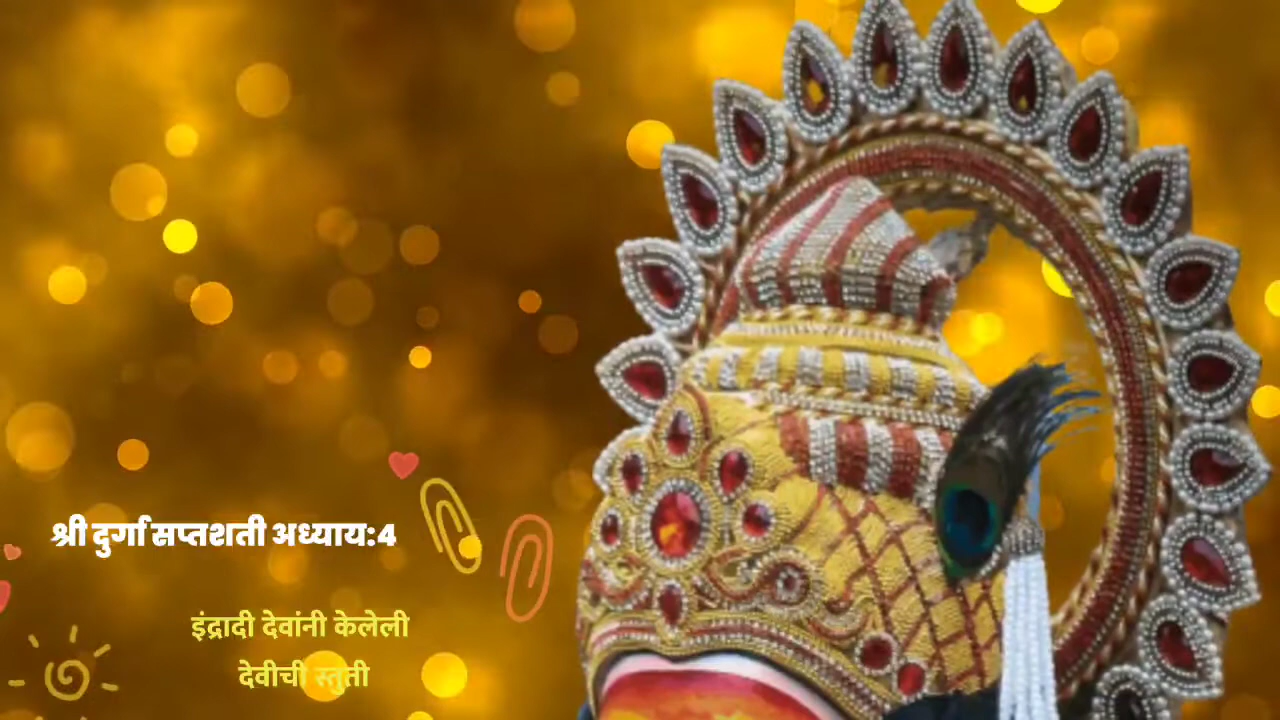 श्री दुर्गा सप्तशती अध्याय:4
इंद्रादी देवांनी केलेली
देवीची स्तुती